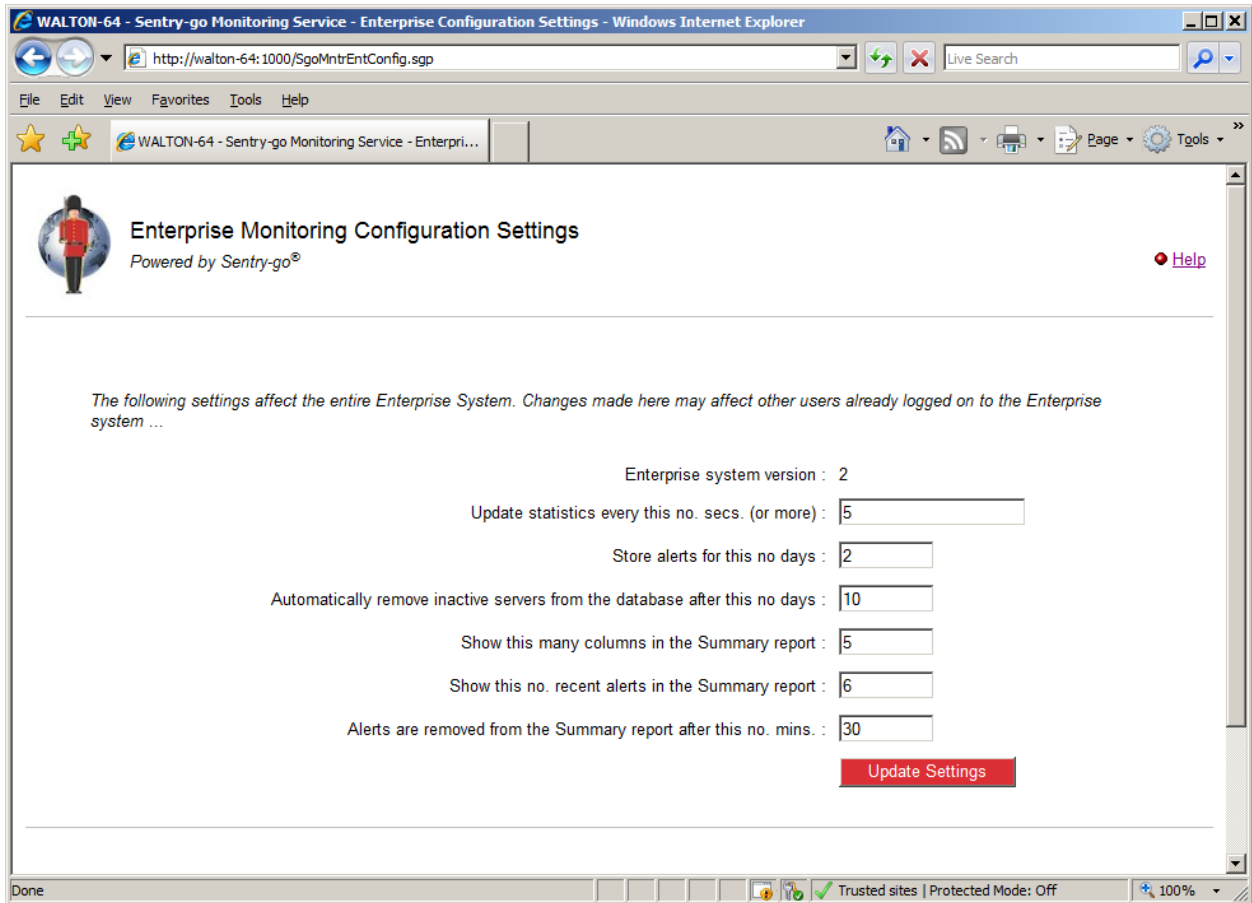 WALTON-64 - Sentry-go Monitoring Service - Enterprise Configuration Settings - Windows Internet Explorer
http://walton-64:1000/SgoMntrEntConfig.sgp
Live Search
File Edit View Favorites Tools Help
WALTON-64 - Sentry-go Monitoring Service - Enterpri...
Page Tools »
Enterprise Monitoring Configuration Settings
Powered by Sentry-go®
Help
The following settings affect the entire Enterprise System. Changes made here may affect other users already logged on to the Enterprise
system ...
Enterprise system version : 2
Update statistics every this no. secs. (or more) : 5
Store alerts for this no days : 2
Automatically remove inactive servers from the database after this no days : 10
Show this many columns in the Summary report : 5
Show this no. recent alerts in the Summary report : 6
Alerts are removed from the Summary report after this no. mins. : 30
Update Settings
Done
Trusted sites | Protected Mode: Off
100%